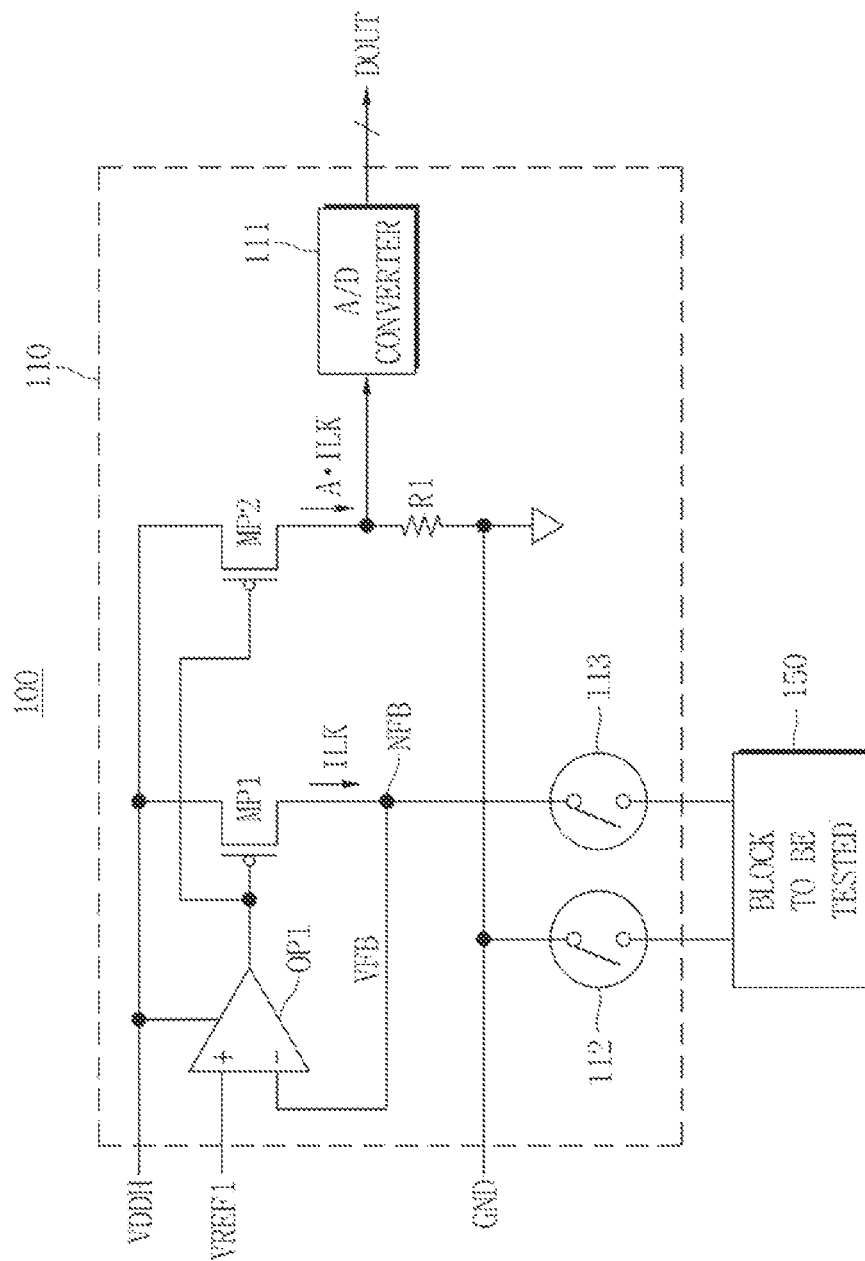 100
110
VDDH
VREF1
GND
+
-
OP1
MP1
ILK
NFB
VFB
MP2
A•ILK
R1
111
A/D
CONVERTER
DOUT
112
113
150
BLOCK
TO BE
TESTED